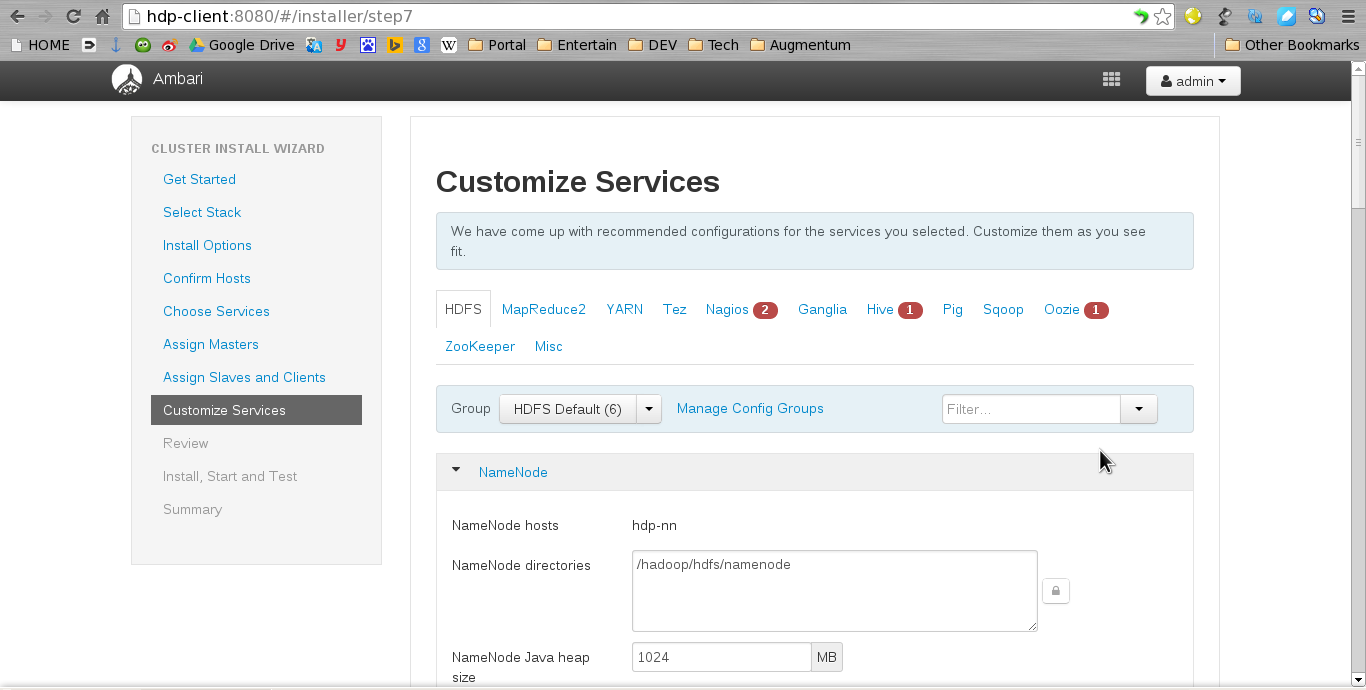 hdp-client:8080/#/installer/step7
HOME Google Drive Portal Entertain DEV Tech Augmentum Other Bookmarks
Ambari admin
CLUSTER INSTALL WIZARD
Get Started
Select Stack
Install Options
Confirm Hosts
Choose Services
Assign Masters
Assign Slaves and Clients
Customize Services
Review
Install, Start and Test
Summary
Customize Services
We have come up with recommended configurations for the services you selected. Customize them as you see
fit.
HDFS MapReduce2 YARN Tez Nagios 2 Ganglia Hive 1 Pig Sqoop Oozie 1
ZooKeeper Misc
Group HDFS Default (6) Manage Config Groups Filter...
NameNode
NameNode hosts hdp-nn
NameNode directories /hadoop/hdfs/namenode
NameNode Java heap 1024 MB
size